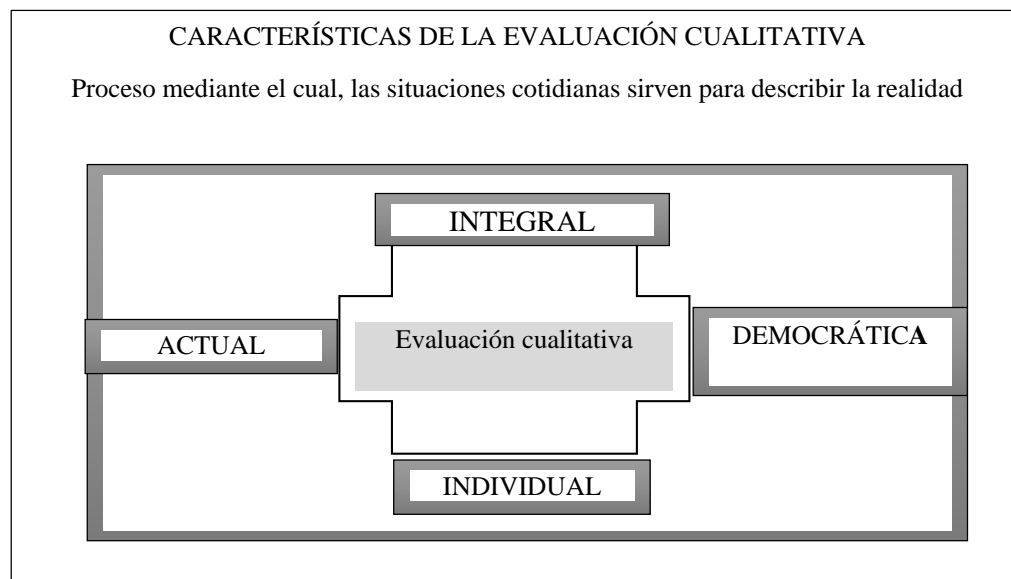 CARACTERÍSTICAS DE LA EVALUACIÓN CUALITATIVA
Proceso mediante el cual, las situaciones cotidianas sirven para describir la realidad
INTEGRAL
ACTUAL
Evaluación cualitativa
DEMOCRÁTICA
INDIVIDUAL